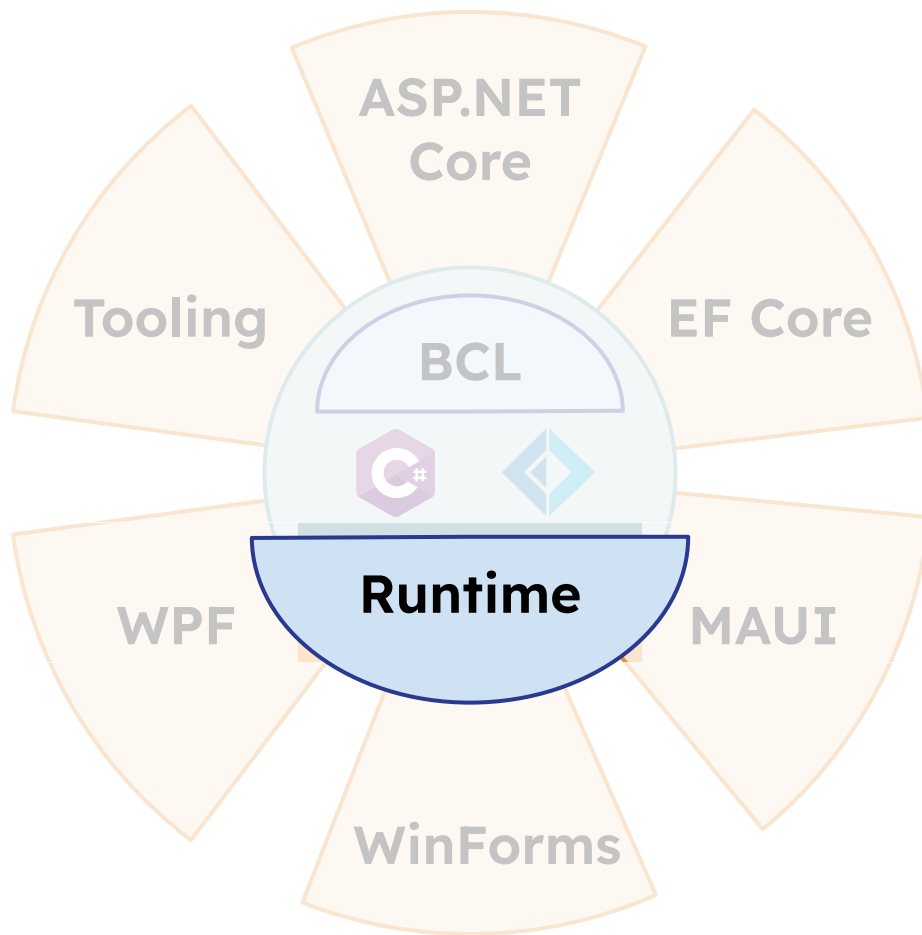 ASP.NET
Core
Tooling
EF Core
BCL
C#
Runtime
WPF
MAUI
WinForms